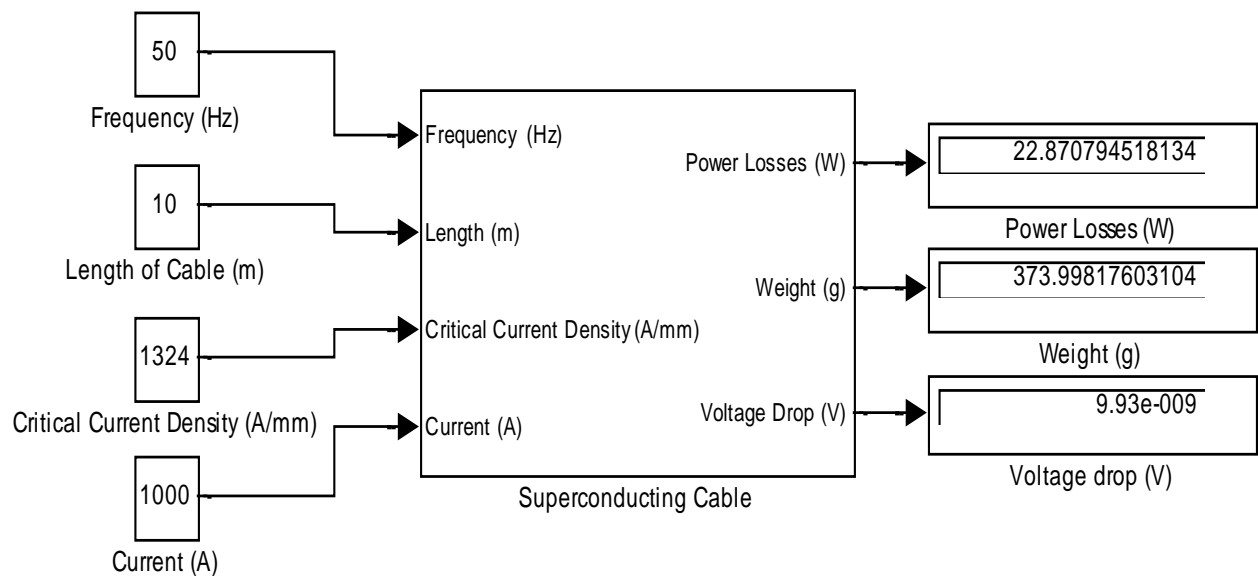 50
Frequency (Hz)
10
Length of Cable (m)
1324
Critical Current Density (A/mm)
1000
Current (A)
Frequency (Hz)
Length (m)
Critical Current Density (A/mm)
Current (A)
Power Losses (W)
Weight (g)
Voltage Drop (V)
Superconducting Cable
22.870794518134
Power Losses (W)
373.99817603104
Weight (g)
9.93e-009
Voltage drop (V)